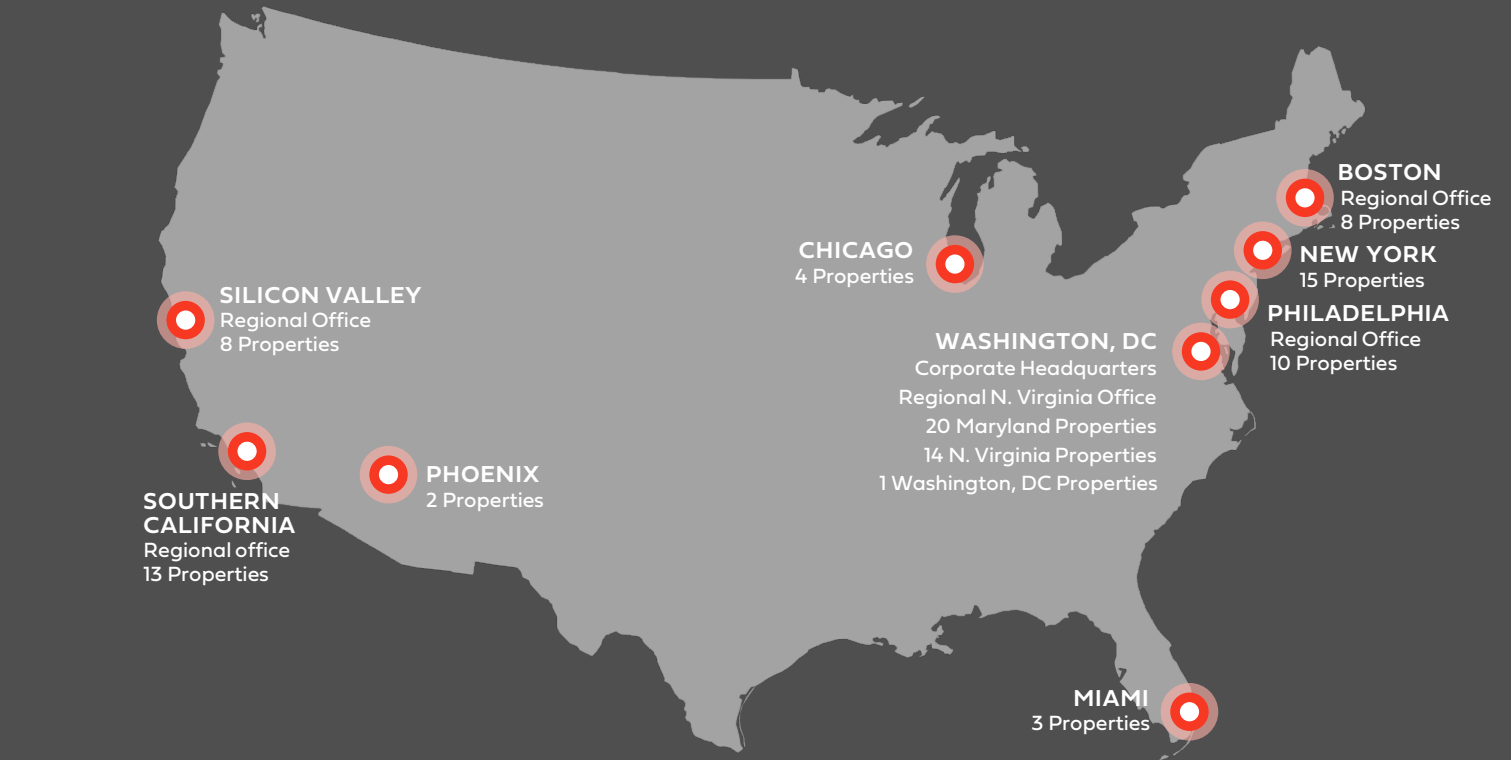 BOSTON
Regional Office
8 Properties
CHICAGO
4 Properties
NEW YORK
15 Properties
SILICON VALLEY
Regional Office
8 Properties
PHILADELPHIA
Regional Office
10 Properties
WASHINGTON, DC
Corporate Headquarters
Regional N. Virginia Office
20 Maryland Properties
14 N. Virginia Properties
1 Washington, DC Properties
PHOENIX
2 Properties
SOUTHERN
CALIFORNIA
Regional office
13 Properties
MIAMI
3 Properties